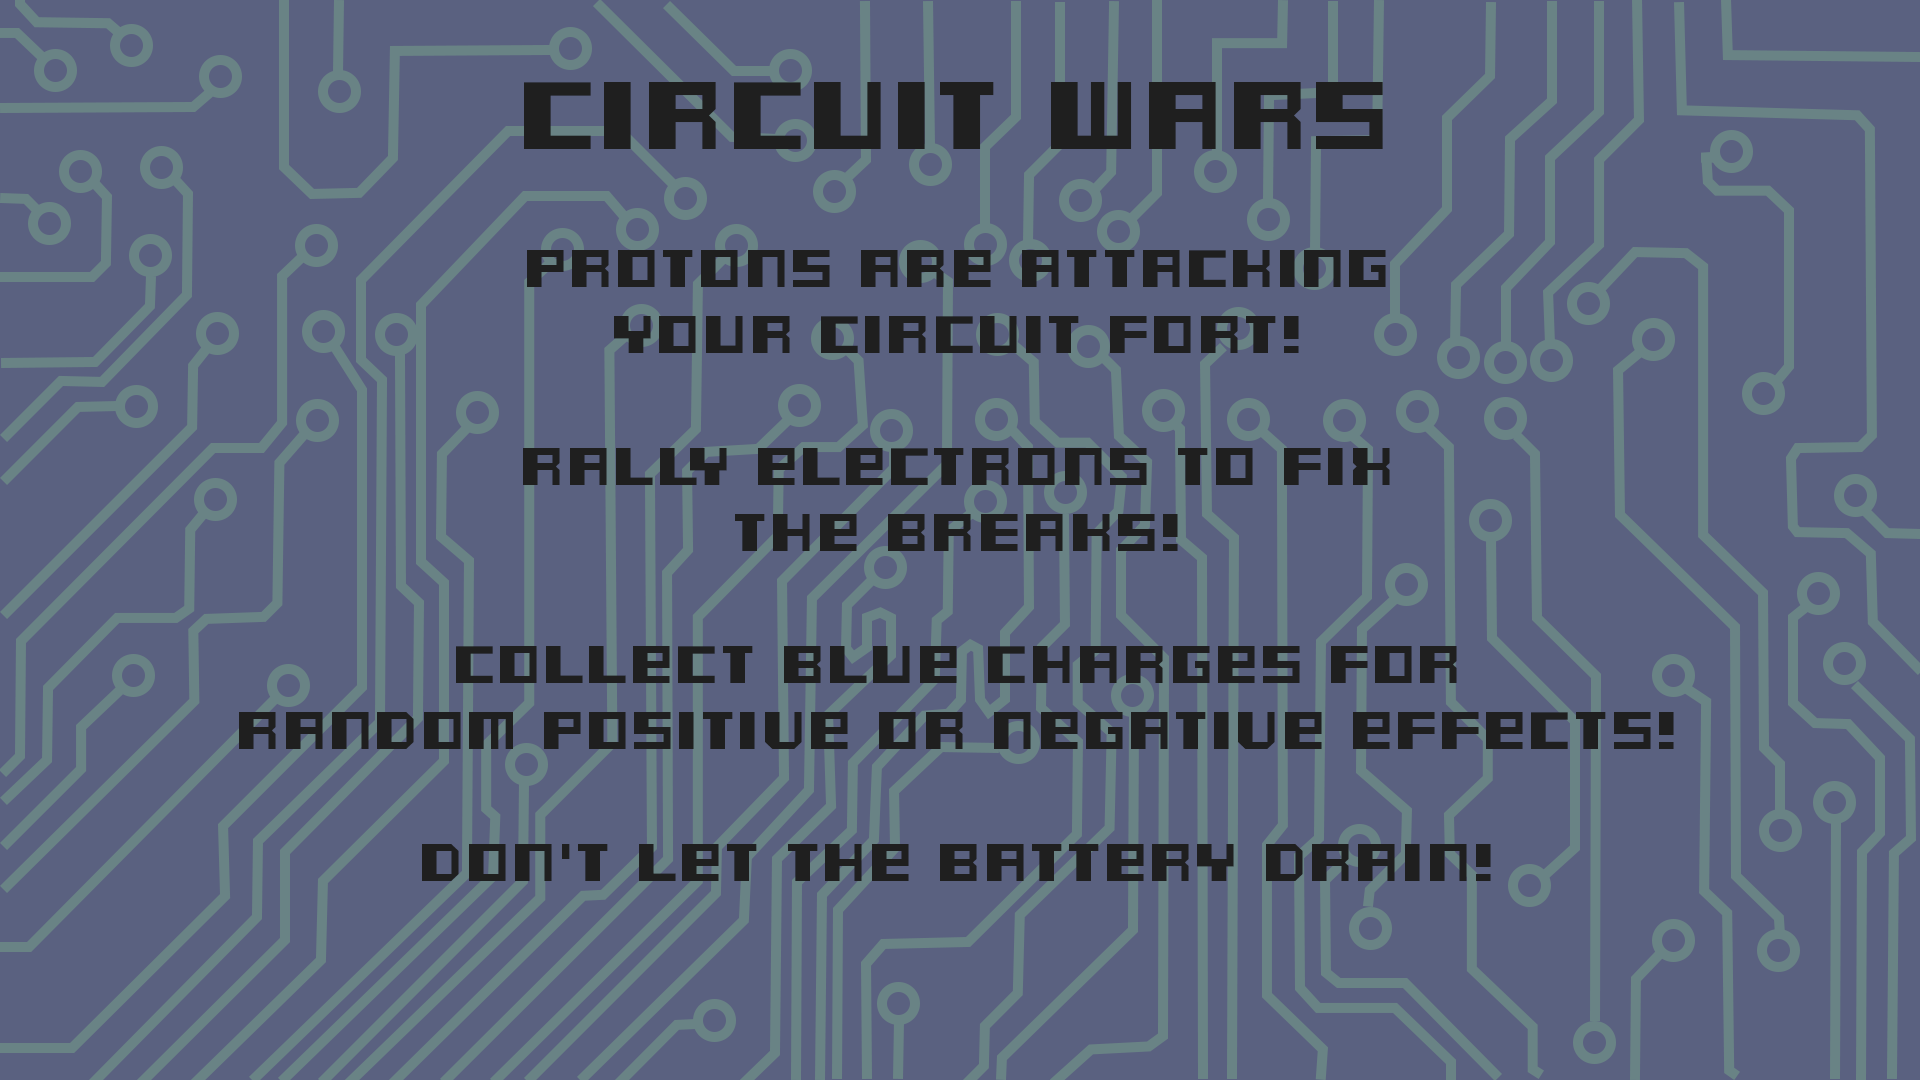 CIRCUIT WARS
PROTONS ARE ATTACKING
YOUR CIRCUIT FORT!
RALLY ELECTRONS TO FIX
THE BREAKS!
COLLECT BLUE CHARGES FOR
RANDOM POSITIVE OR NEGATIVE EFFECTS!
DON'T LET THE BATTERY DRAIN!